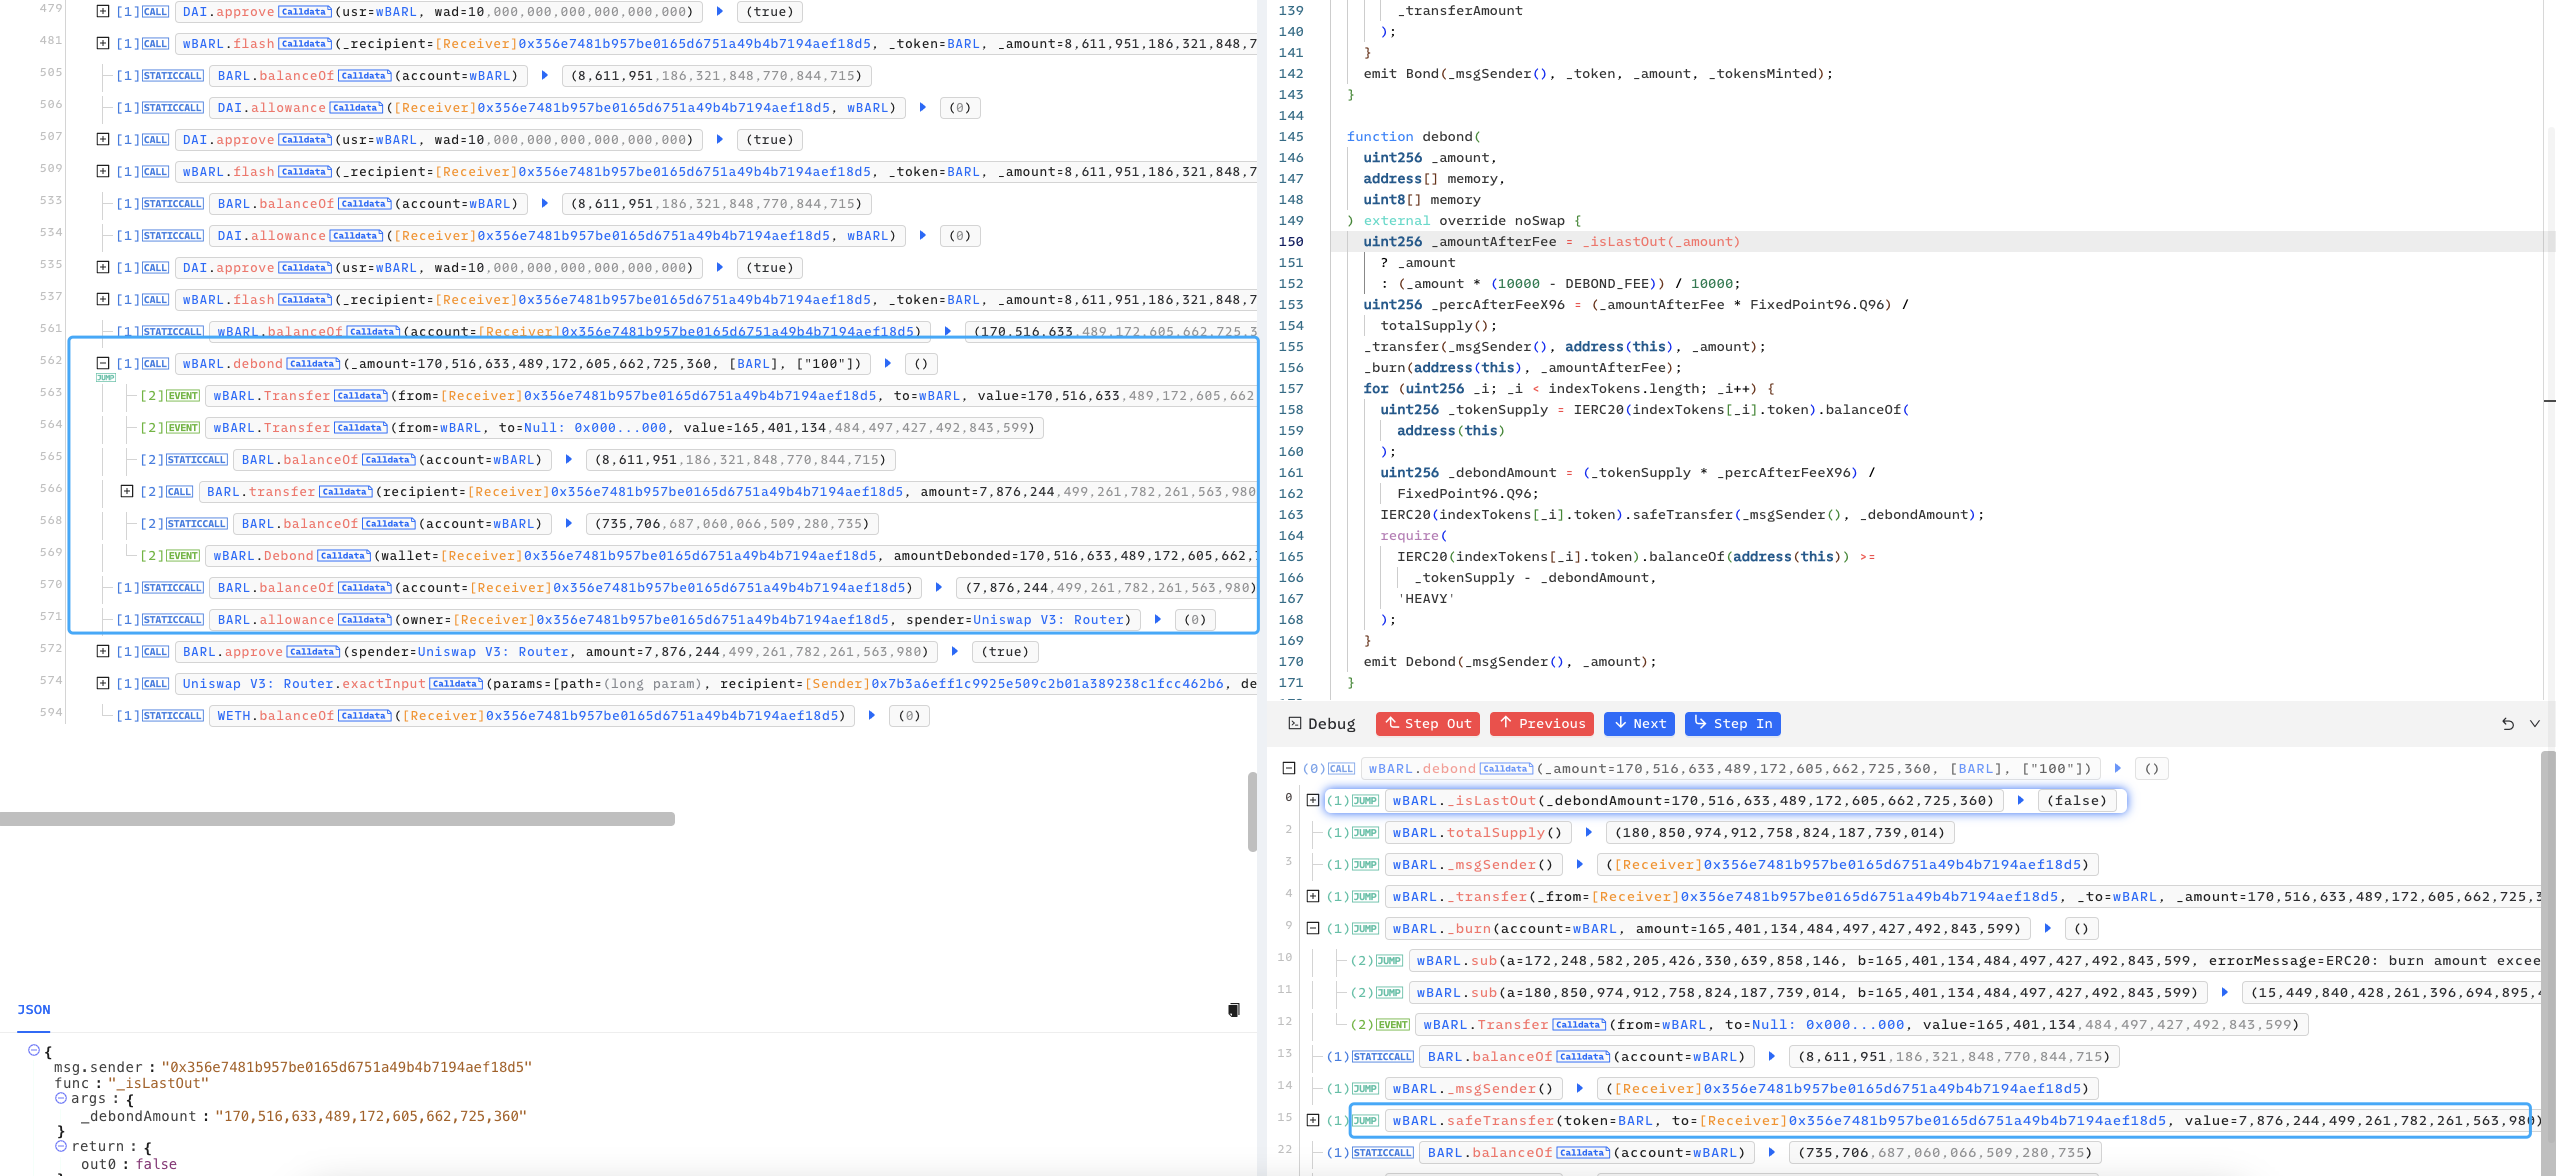 479 [1]CALL DAI.approve Calldata (usr=wBARL, wad=10,000,000,000,000,000,000) (true)
481 [1]CALL wBARL.flash Calldata (_recipient=[Receiver]0x356e7481b957be0165d6751a49b4b7194aef18d5, _token=BARL, _amount=8,611,951,186,321,848,7
505 [1]STATICCALL BARL.balanceOf Calldata (account=wBARL) (8,611,951,186,321,848,770,844,715)
506 [1]STATICCALL DAI.allowance Calldata ([Receiver]0x356e7481b957be0165d6751a49b4b7194aef18d5, wBARL) (0)
507 [1]CALL DAI.approve Calldata (usr=wBARL, wad=10,000,000,000,000,000,000) (true)
509 [1]CALL wBARL.flash Calldata (_recipient=[Receiver]0x356e7481b957be0165d6751a49b4b7194aef18d5, _token=BARL, _amount=8,611,951,186,321,848,7
533 [1]STATICCALL BARL.balanceOf Calldata (account=wBARL) (8,611,951,186,321,848,770,844,715)
534 [1]STATICCALL DAI.allowance Calldata ([Receiver]0x356e7481b957be0165d6751a49b4b7194aef18d5, wBARL) (0)
535 [1]CALL DAI.approve Calldata (usr=wBARL, wad=10,000,000,000,000,000,000) (true)
537 [1]CALL wBARL.flash Calldata (_recipient=[Receiver]0x356e7481b957be0165d6751a49b4b7194aef18d5, _token=BARL, _amount=8,611,951,186,321,848,7
561 [1]STATICCALL wBARL.balanceOf Calldata (account=[Receiver]0x356e7481b957be0165d6751a49b4b7194aef18d5) (170,516,633,489,172,605,662,725,3
562 [1]CALL wBARL.debond Calldata (_amount=170,516,633,489,172,605,662,725,360, [BARL], ["100"]) ()
JUMP
563 [2]EVENT wBARL.Transfer Calldata (from=[Receiver]0x356e7481b957be0165d6751a49b4b7194aef18d5, to=wBARL, value=170,516,633,489,172,605,662
564 [2]EVENT wBARL.Transfer Calldata (from=wBARL, to=Null: 0x000...000, value=165,401,134,484,497,427,492,843,599)
565 [2]STATICCALL BARL.balanceOf Calldata (account=wBARL) (8,611,951,186,321,848,770,844,715)
566 [2]CALL BARL.transfer Calldata (recipient=[Receiver]0x356e7481b957be0165d6751a49b4b7194aef18d5, amount=7,876,244,499,261,782,261,563,980
568 [2]STATICCALL BARL.balanceOf Calldata (account=wBARL) (735,706,687,060,066,509,280,735)
569 [2]EVENT wBARL.Debond Calldata (wallet=[Receiver]0x356e7481b957be0165d6751a49b4b7194aef18d5, amountDebonded=170,516,633,489,172,605,662,
570 [1]STATICCALL BARL.balanceOf Calldata (account=[Receiver]0x356e7481b957be0165d6751a49b4b7194aef18d5) (7,876,244,499,261,782,261,563,980)
571 [1]STATICCALL BARL.allowance Calldata (owner=[Receiver]0x356e7481b957be0165d6751a49b4b7194aef18d5, spender=Uniswap V3: Router) (0)
572 [1]CALL BARL.approve Calldata (spender=Uniswap V3: Router, amount=7,876,244,499,261,782,261,563,980) (true)
574 [1]CALL Uniswap V3: Router.exactInput Calldata (params=[path=(long param), recipient=[Sender]0x7b3a6eff1c9925e509c2b01a389238c1fcc462b6, de
594 [1]STATICCALL WETH.balanceOf Calldata ([Receiver]0x356e7481b957be0165d6751a49b4b7194aef18d5) (0)
JSON
{
msg.sender : "0x356e7481b957be0165d6751a49b4b7194aef18d5"
func : "_isLastOut"
args : {
_debondAmount : "170,516,633,489,172,605,662,725,360"
}
return : {
out0 : false
139 _transferAmount
140 );
141 }
142 emit Bond(_msgSender(), _token, _amount, _tokensMinted);
143 }
144
145 function debond(
146 uint256 _amount,
147 address[] memory,
148 uint8[] memory
149 ) external override noSwap {
150 uint256 _amountAfterFee = _isLastOut(_amount)
151 ? _amount
152 : (_amount * (10000 - DEBOND_FEE)) / 10000;
153 uint256 _percAfterFeeX96 = (_amountAfterFee * FixedPoint96.Q96) /
154 totalSupply();
155 _transfer(_msgSender(), address(this), _amount);
156 _burn(address(this), _amountAfterFee);
157 for (uint256 _i; _i < indexTokens.length; _i++) {
158 uint256 _tokenSupply = IERC20(indexTokens[_i].token).balanceOf(
159 address(this)
160 );
161 uint256 _debondAmount = (_tokenSupply * _percAfterFeeX96) /
162 FixedPoint96.Q96;
163 IERC20(indexTokens[_i].token).safeTransfer(_msgSender(), _debondAmount);
164 require(
165 IERC20(indexTokens[_i].token).balanceOf(address(this)) >=
166 _tokenSupply - _debondAmount,
167 'HEAVY'
168 );
169 }
170 emit Debond(_msgSender(), _amount);
171 }
Debug Step Out Previous Next Step In
(0)CALL wBARL.debond Calldata (_amount=170,516,633,489,172,605,662,725,360, [BARL], ["100"]) ()
0 (1)JUMP wBARL._isLastOut(_debondAmount=170,516,633,489,172,605,662,725,360) (false)
2 (1)JUMP wBARL.totalSupply() (180,850,974,912,758,824,187,739,014)
3 (1)JUMP wBARL._msgSender() ([Receiver]0x356e7481b957be0165d6751a49b4b7194aef18d5)
4 (1)JUMP wBARL._transfer(_from=[Receiver]0x356e7481b957be0165d6751a49b4b7194aef18d5, _to=wBARL, _amount=170,516,633,489,172,605,662,725,3
9 (1)JUMP wBARL._burn(account=wBARL, amount=165,401,134,484,497,427,492,843,599) ()
10 (2)JUMP wBARL.sub(a=172,248,582,205,426,330,639,858,146, b=165,401,134,484,497,427,492,843,599, errorMessage=ERC20: burn amount excee
11 (2)JUMP wBARL.sub(a=180,850,974,912,758,824,187,739,014, b=165,401,134,484,497,427,492,843,599) (15,449,840,428,261,396,694,895,4
12 (2)EVENT wBARL.Transfer Calldata (from=wBARL, to=Null: 0x000...000, value=165,401,134,484,497,427,492,843,599)
13 (1)STATICCALL BARL.balanceOf Calldata (account=wBARL) (8,611,951,186,321,848,770,844,715)
14 (1)JUMP wBARL._msgSender() ([Receiver]0x356e7481b957be0165d6751a49b4b7194aef18d5)
15 (1)JUMP wBARL.safeTransfer(token=BARL, to=[Receiver]0x356e7481b957be0165d6751a49b4b7194aef18d5, value=7,876,244,499,261,782,261,563,980)
22 (1)STATICCALL BARL.balanceOf Calldata (account=wBARL) (735,706,687,060,066,509,280,735)